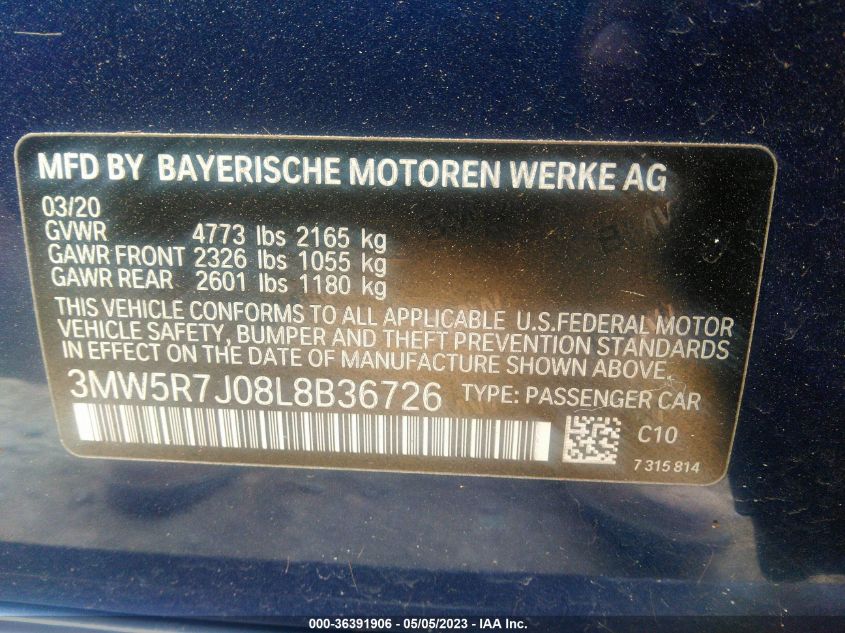 MFD BY BAYERISCHE MOTOREN WERKE AG
03/20
GVWR 4773 lbs 2165 kg
GAWR FRONT 2326 lbs 1055 kg
GAWR REAR 2601 lbs 1180 kg
THIS VEHICLE CONFORMS TO ALL APPLICABLE U.S.FEDERAL MOTOR
VEHICLE SAFETY, BUMPER AND THEFT PREVENTION STANDARDS
IN EFFECT ON THE DATE OF MANUFACTURE SHOWN ABOVE.
3MW5R7J08L8B36726 TYPE: PASSENGER CAR
C10
7 315 814
000-36391906 - 05/05/2023 - © IAA Inc.